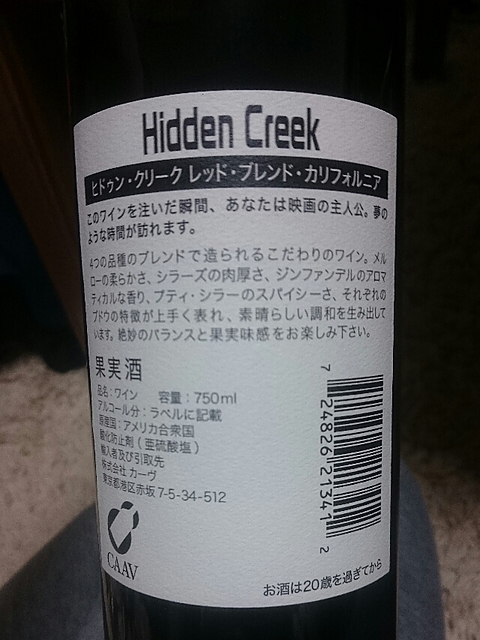 Hidden Creek
ヒドゥン・クリーク レッド・ブレンド・カリフォルニア
このワインを注いだ瞬間、あなたは映画の主人公。夢の
ような時間が訪れます。
4つの品種のブレンドで造られるこだわりのワイン。メル
ローの柔らかさ、シラーズの肉厚さ、ジンファンデルのアロマ
ティカルな香り、プティ・シラーのスパイシーさ、それぞれの
ブドウの特徴が上手く表れ、素晴らしい調和を生み出して
います。絶妙のバランスと果実味感をお楽しみ下さい。
果実酒
品名：ワイン 容量：750ml
アルコール分：ラベルに記載
原産国：アメリカ合衆国
酸化防止剤（亜硫酸塩）
輸入者及び引取先
株式会社 カーヴ
東京都港区赤坂 7-5-34-512
CAAV
7 24826 21341 2
お酒は20歳を過ぎてから